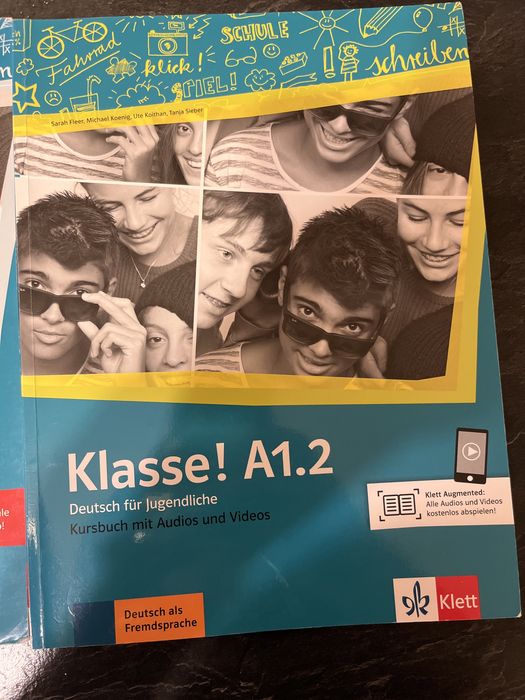 SCHULE
Fahrrad
klick!
schreiben
SPIEL!
Sarah Fleer, Michael Koenig, Ute Koithan, Tanja Sieber
Klasse! A1.2
Deutsch für Jugendliche
Kursbuch mit Audios und Videos
Klett Augmented:
Alle Audios und Videos
kostenlos abspielen!
Deutsch als
Fremdsprache
Klett